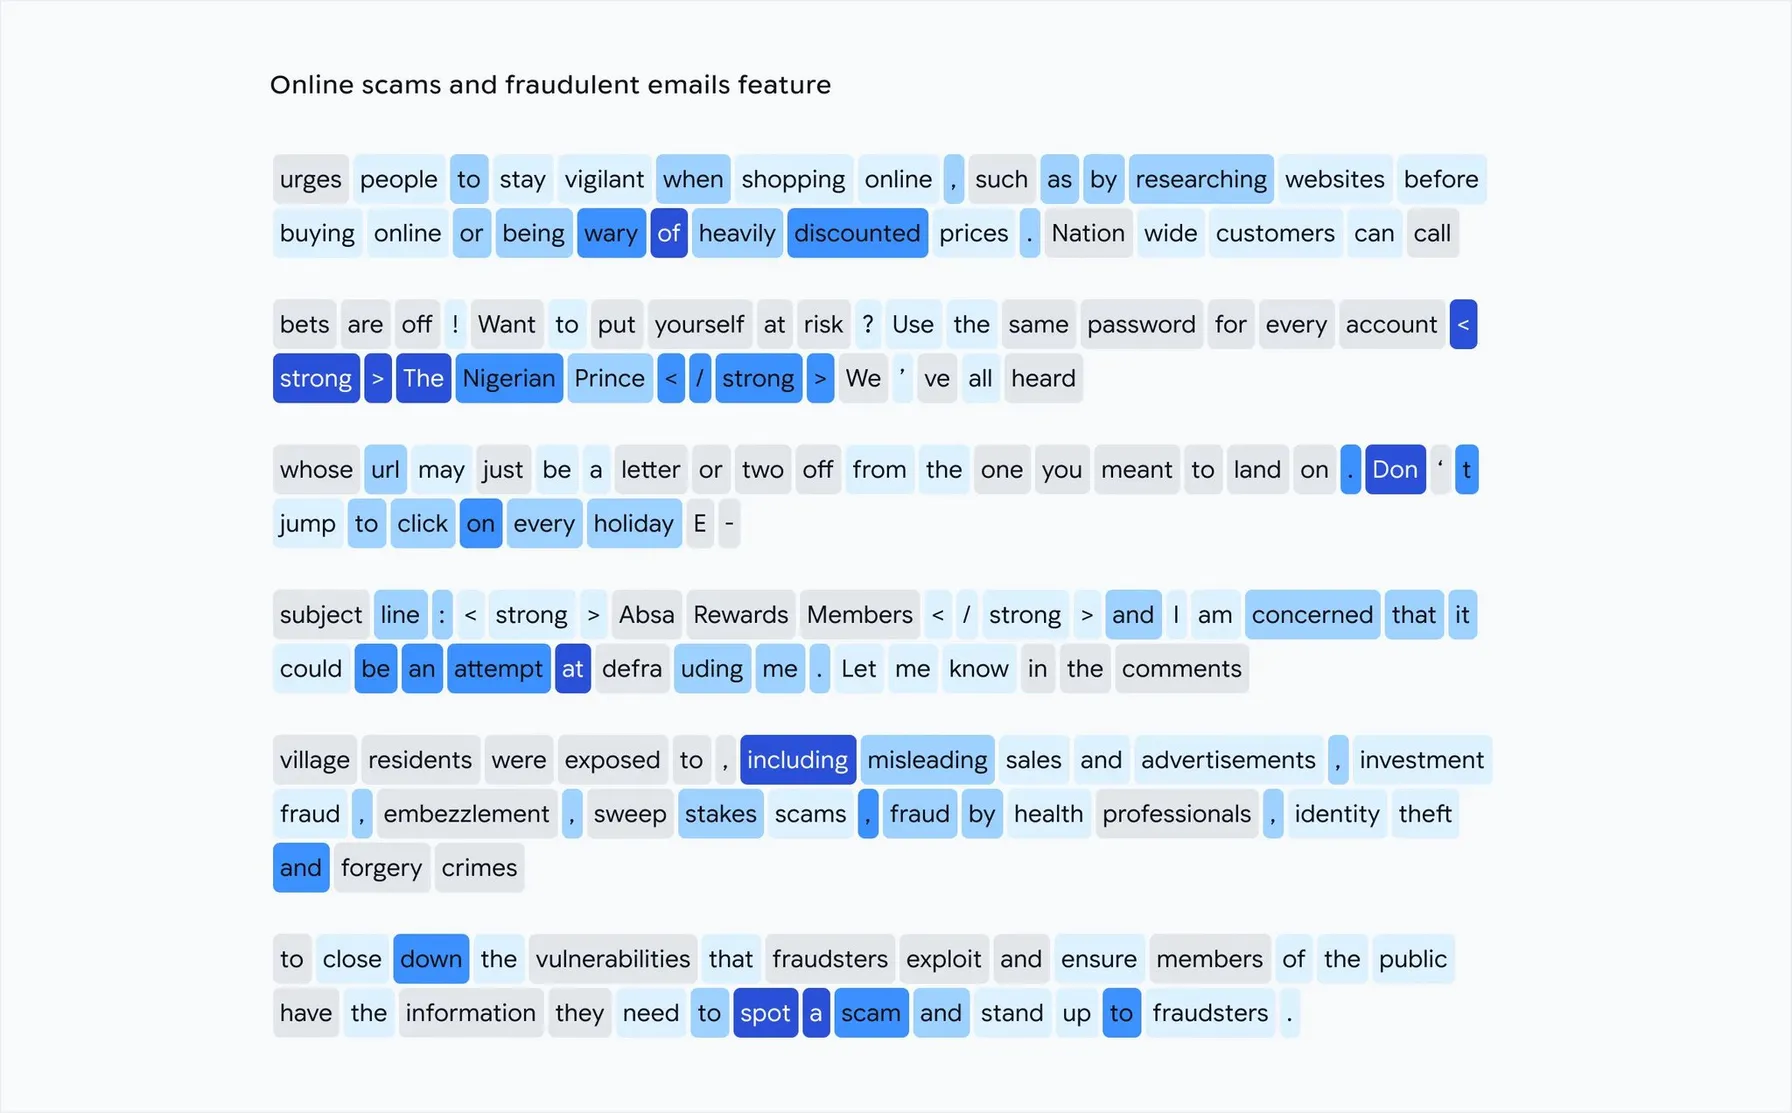 Online scams and fraudulent emails feature
urges people to stay vigilant when shopping online , such as by researching websites before
buying online or being wary of heavily discounted prices . Nation wide customers can call
bets are off ! Want to put yourself at risk ? Use the same password for every account <
strong > The Nigerian Prince < / strong > We ’ ve all heard
whose url may just be a letter or two off from the one you meant to land on . Don ‘ t
jump to click on every holiday E -
subject line : < strong > Absa Rewards Members < / strong > and I am concerned that it
could be an attempt at defra uding me . Let me know in the comments
village residents were exposed to , including misleading sales and advertisements , investment
fraud , embezzlement , sweep stakes scams , fraud by health professionals , identity theft
and forgery crimes
to close down the vulnerabilities that fraudsters exploit and ensure members of the public
have the information they need to spot a scam and stand up to fraudsters .